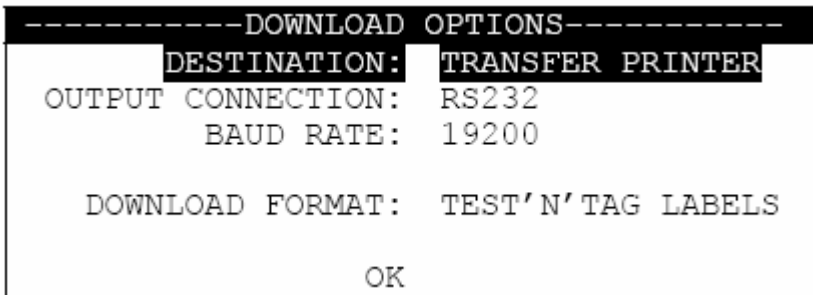 -----------DOWNLOAD OPTIONS-----------
DESTINATION: TRANSFER PRINTER
OUTPUT CONNECTION: RS232
BAUD RATE: 19200
DOWNLOAD FORMAT: TEST'N'TAG LABELS
OK